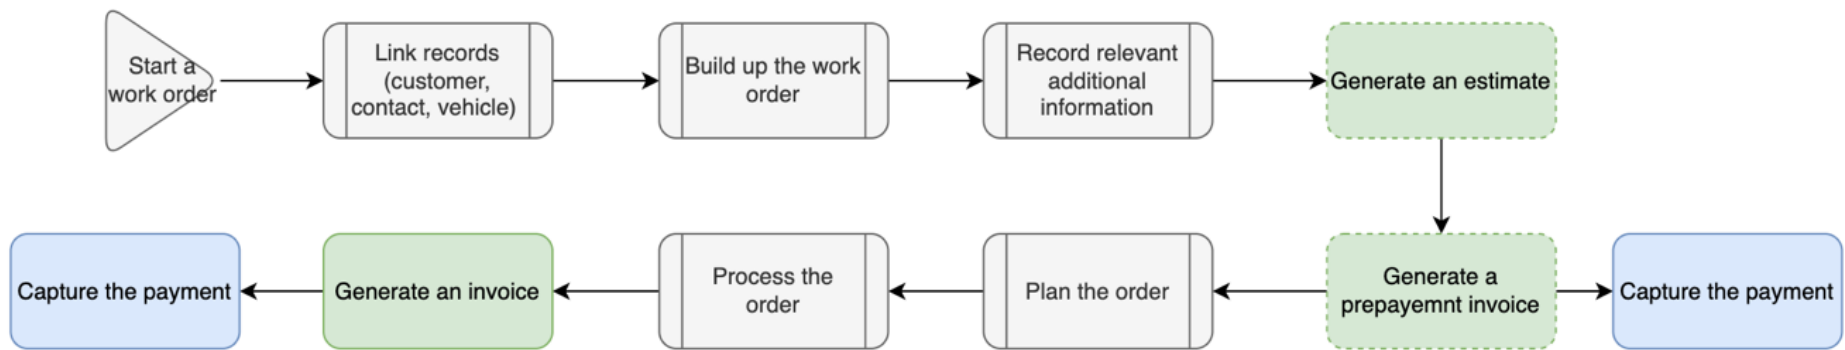 Start a
work order
Link records
(customer,
contact, vehicle)
Build up the work
order
Record relevant
additional
information
Generate an estimate
Capture the payment
Generate an invoice
Process the
order
Plan the order
Generate a
prepayemnt invoice
Capture the payment